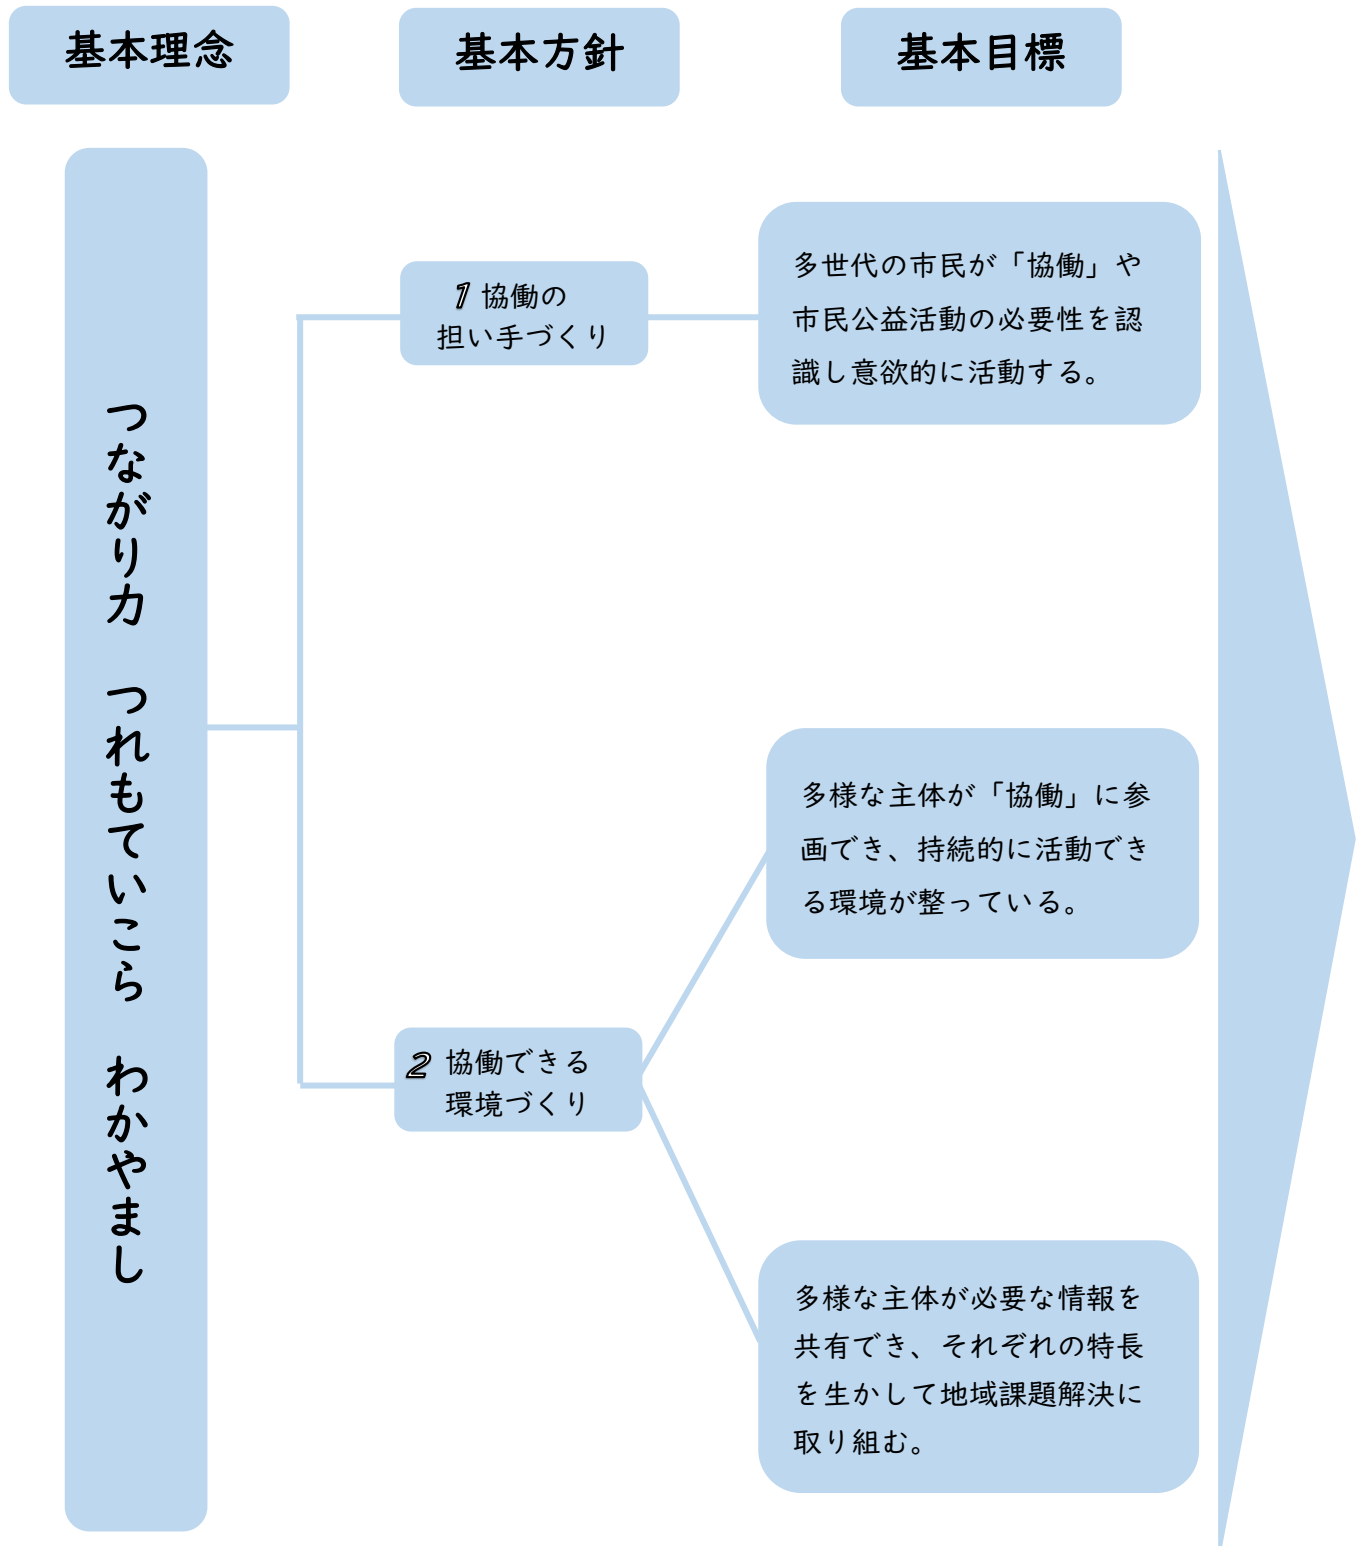 基本理念
基本方針
基本目標
つながり力　つれもていこら　わかやまし
1 協働の
担い手づくり
多世代の市民が「協働」や
市民公益活動の必要性を認
識し意欲的に活動する。
2 協働できる
環境づくり
多様な主体が「協働」に参
画でき、持続的に活動でき
る環境が整っている。
多様な主体が必要な情報を
共有でき、それぞれの特長
を生かして地域課題解決に
取り組む。